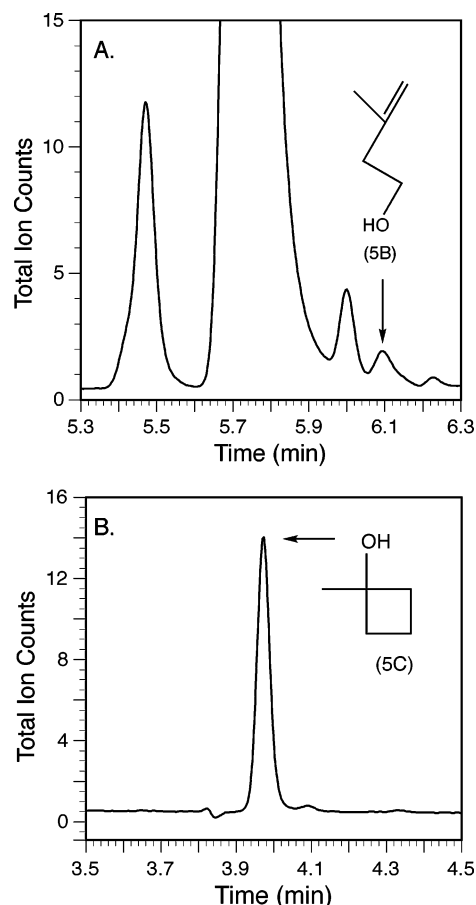 15
A.
10
Total Ion Counts
HO
(5B)
5
0
5.3 5.5 5.7 5.9 6.1 6.3
Time (min)
16
B.
OH
12
Total Ion Counts
(5C)
8
4
0
3.5 3.7 3.9 4.1 4.3 4.5
Time (min)